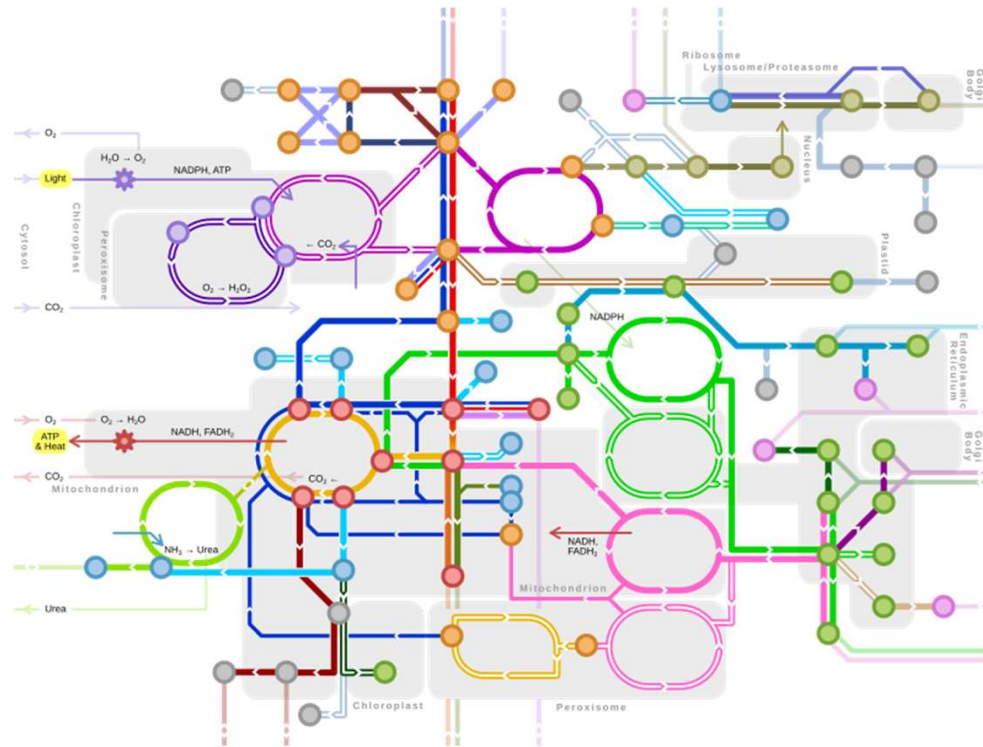 Ribosome
Lysosome/Proteasome
Golgi
Body
O₂
H₂O → O₂
Light
NADPH, ATP
Nucleus
Cytosol
Chloroplast
Peroxisome
← CO₂
O₂ → H₂O₂
Plastid
CO₂
NADPH
Endoplasmic
Reticulum
O₂
O₂ → H₂O
ATP
& Heat
NADH, FADH₂
CO₂
CO₂ ←
Mitochondrion
Golgi
Body
NH₃ → Urea
NADH,
FADH₂
Mitochondrion
Urea
Chloroplast
Peroxisome